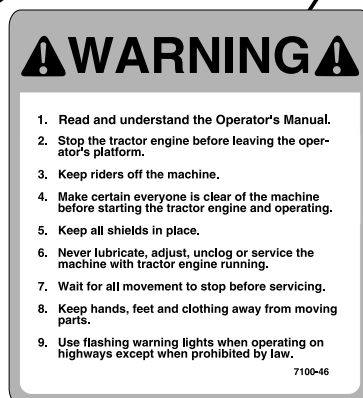 WARNING
1. Read and understand the Operator's Manual.
2. Stop the tractor engine before leaving the oper-
ator's platform.
3. Keep riders off the machine.
4. Make certain everyone is clear of the machine
before starting the tractor engine and operating.
5. Keep all shields in place.
6. Never lubricate, adjust, unclog or service the
machine with tractor engine running.
7. Wait for all movement to stop before servicing.
8. Keep hands, feet and clothing away from moving
parts.
9. Use flashing warning lights when operating on
highways except when prohibited by law.
7100-46